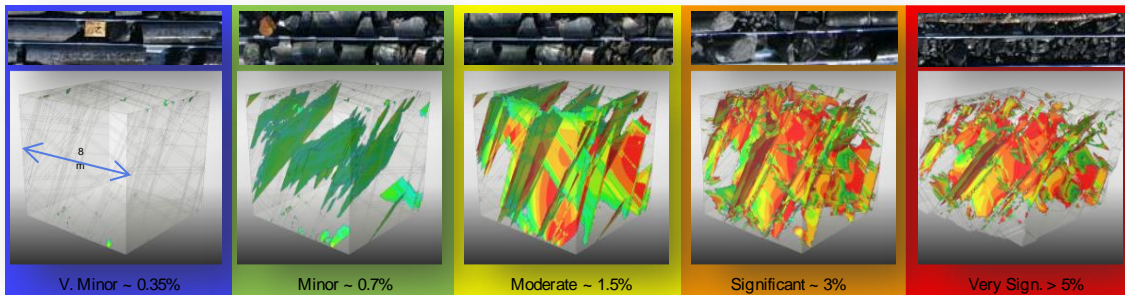 8
m
V. Minor ~ 0.35%
Minor ~ 0.7%
Moderate ~ 1.5%
Significant ~ 3%
Very Sign. > 5%